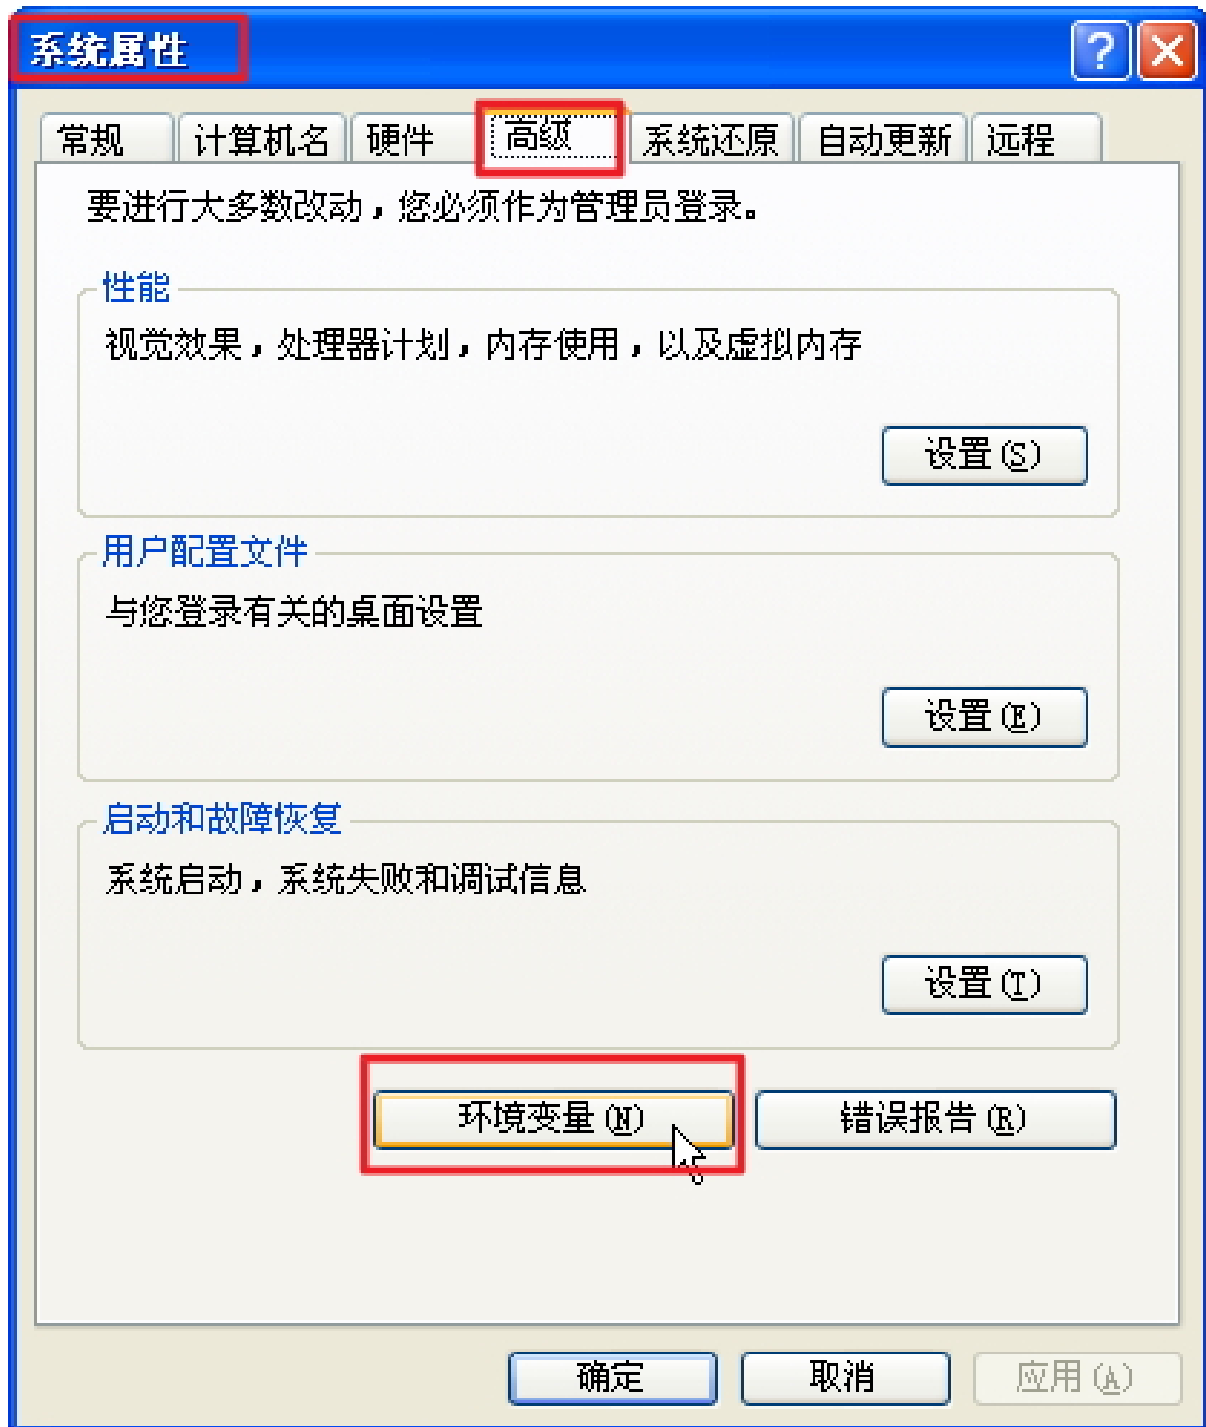 系统属性
常规 计算机名 硬件 高级 系统还原 自动更新 远程
要进行大多数改动，您必须作为管理员登录。
性能
视觉效果，处理器计划，内存使用，以及虚拟内存
设置(S)
用户配置文件
与您登录有关的桌面设置
设置(E)
启动和故障恢复
系统启动，系统失败和调试信息
设置(T)
环境变量(N) 错误报告(R)
确定 取消 应用(A)